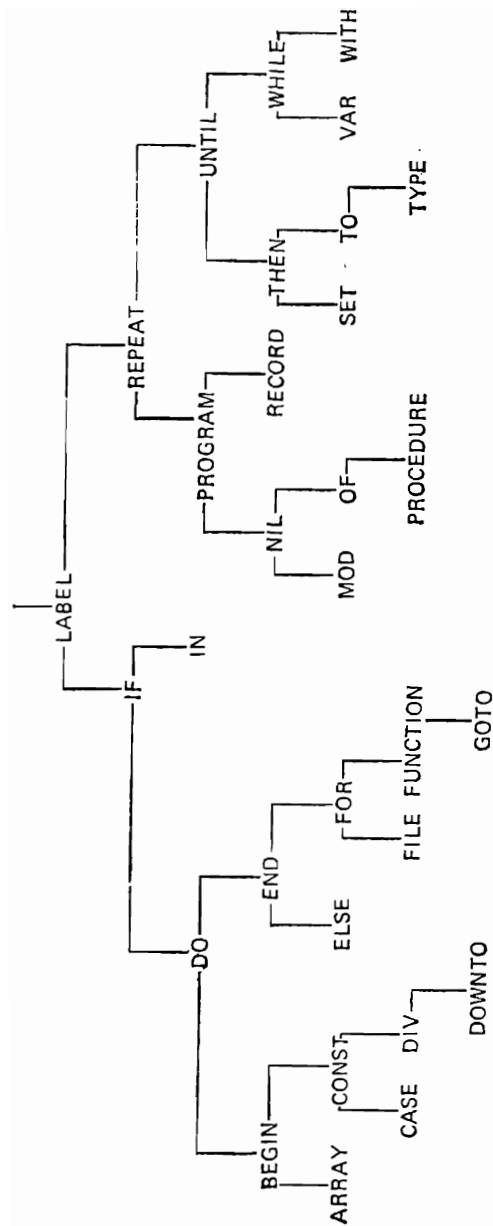 LABEL
IF REPEAT
DO IN PROGRAM UNTIL
BEGIN END NIL RECORD THEN WHILE
ARRAY CONST ELSE FOR MOD OF SET TO VAR WITH
CASE DIV FILE FUNCTION PROCEDURE TYPE
DOWNTO GOTO